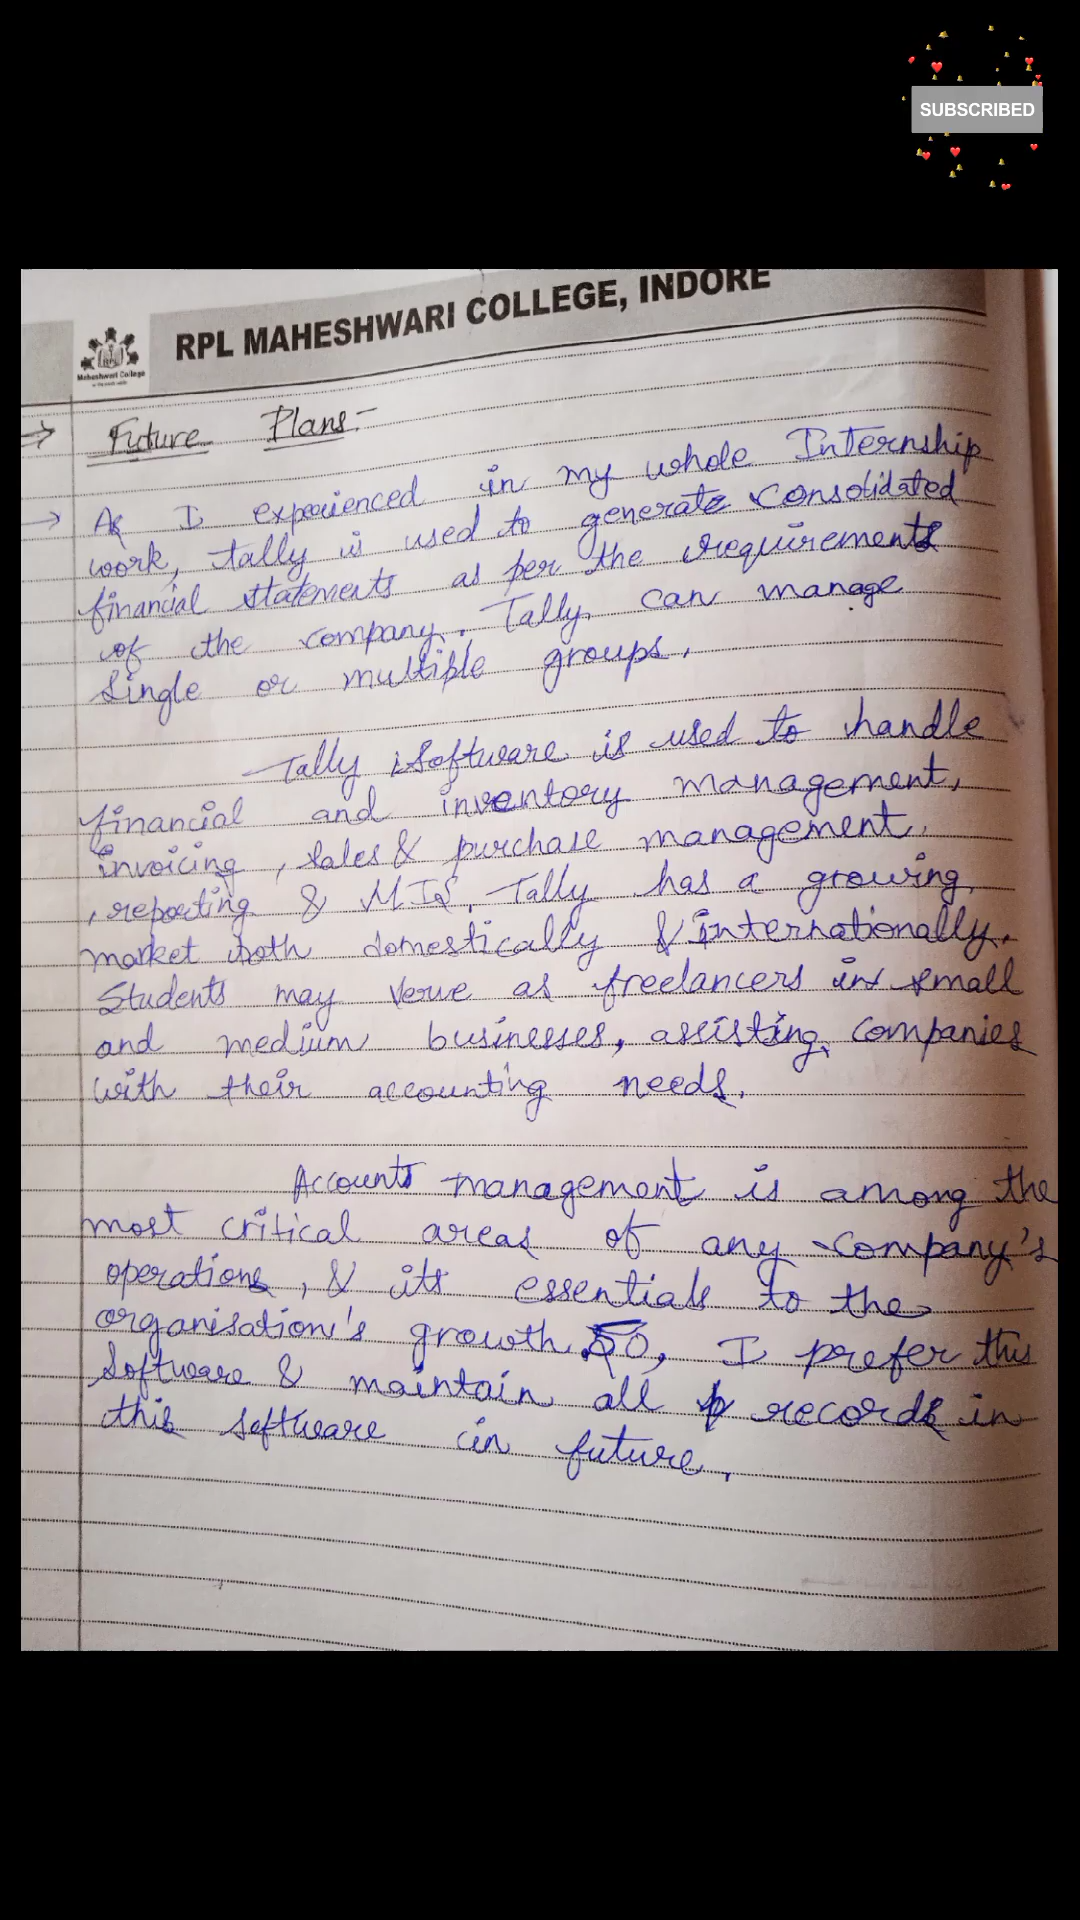 SUBSCRIBED
RPL MAHESHWARI COLLEGE, INDORE
Maheshwari College
⇒ Future Plans:-
→ As I experienced in my whole Internship
work, tally is used to generate consolidated
financial statements as per the requirements
of the company. Tally can manage
single or multiple groups.
Tally software is used to handle
financial and inventory management,
invoicing, sales & purchase management
, reporting & MIS. Tally has a growing
market both domestically & internationally.
Students may serve as freelancers in small
and medium businesses, assisting companies
with their accounting needs.
Accounts management is among the
most critical areas of any company's
operations, & its essentials to the
organisation's growth. So, I prefer this
software & maintain all records in
this software in future.